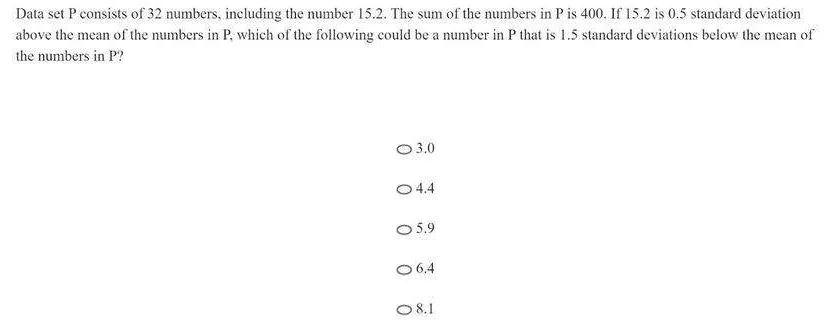 Data set P consists of 32 numbers, including the number 15.2. The sum of the numbers in P is 400. If 15.2 is 0.5 standard deviation
above the mean of the numbers in P, which of the following could be a number in P that is 1.5 standard deviations below the mean of
the numbers in P?
3.0
4.4
5.9
6.4
8.1